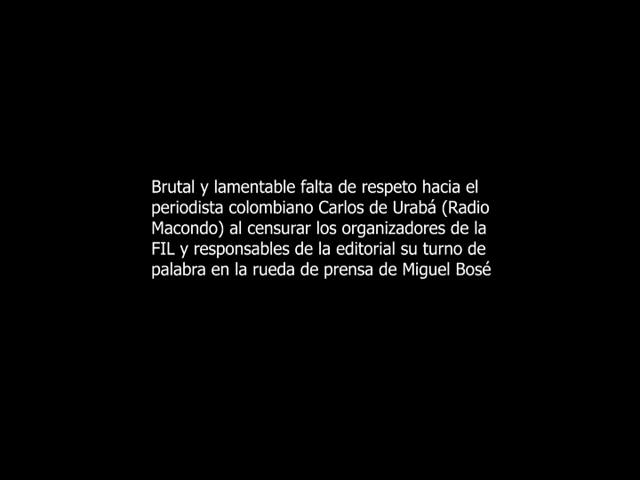 Brutal y lamentable falta de respeto hacia el
periodista colombiano Carlos de Urabá (Radio
Macondo) al censurar los organizadores de la
FIL y responsables de la editorial su turno de
palabra en la rueda de prensa de Miguel Bosé